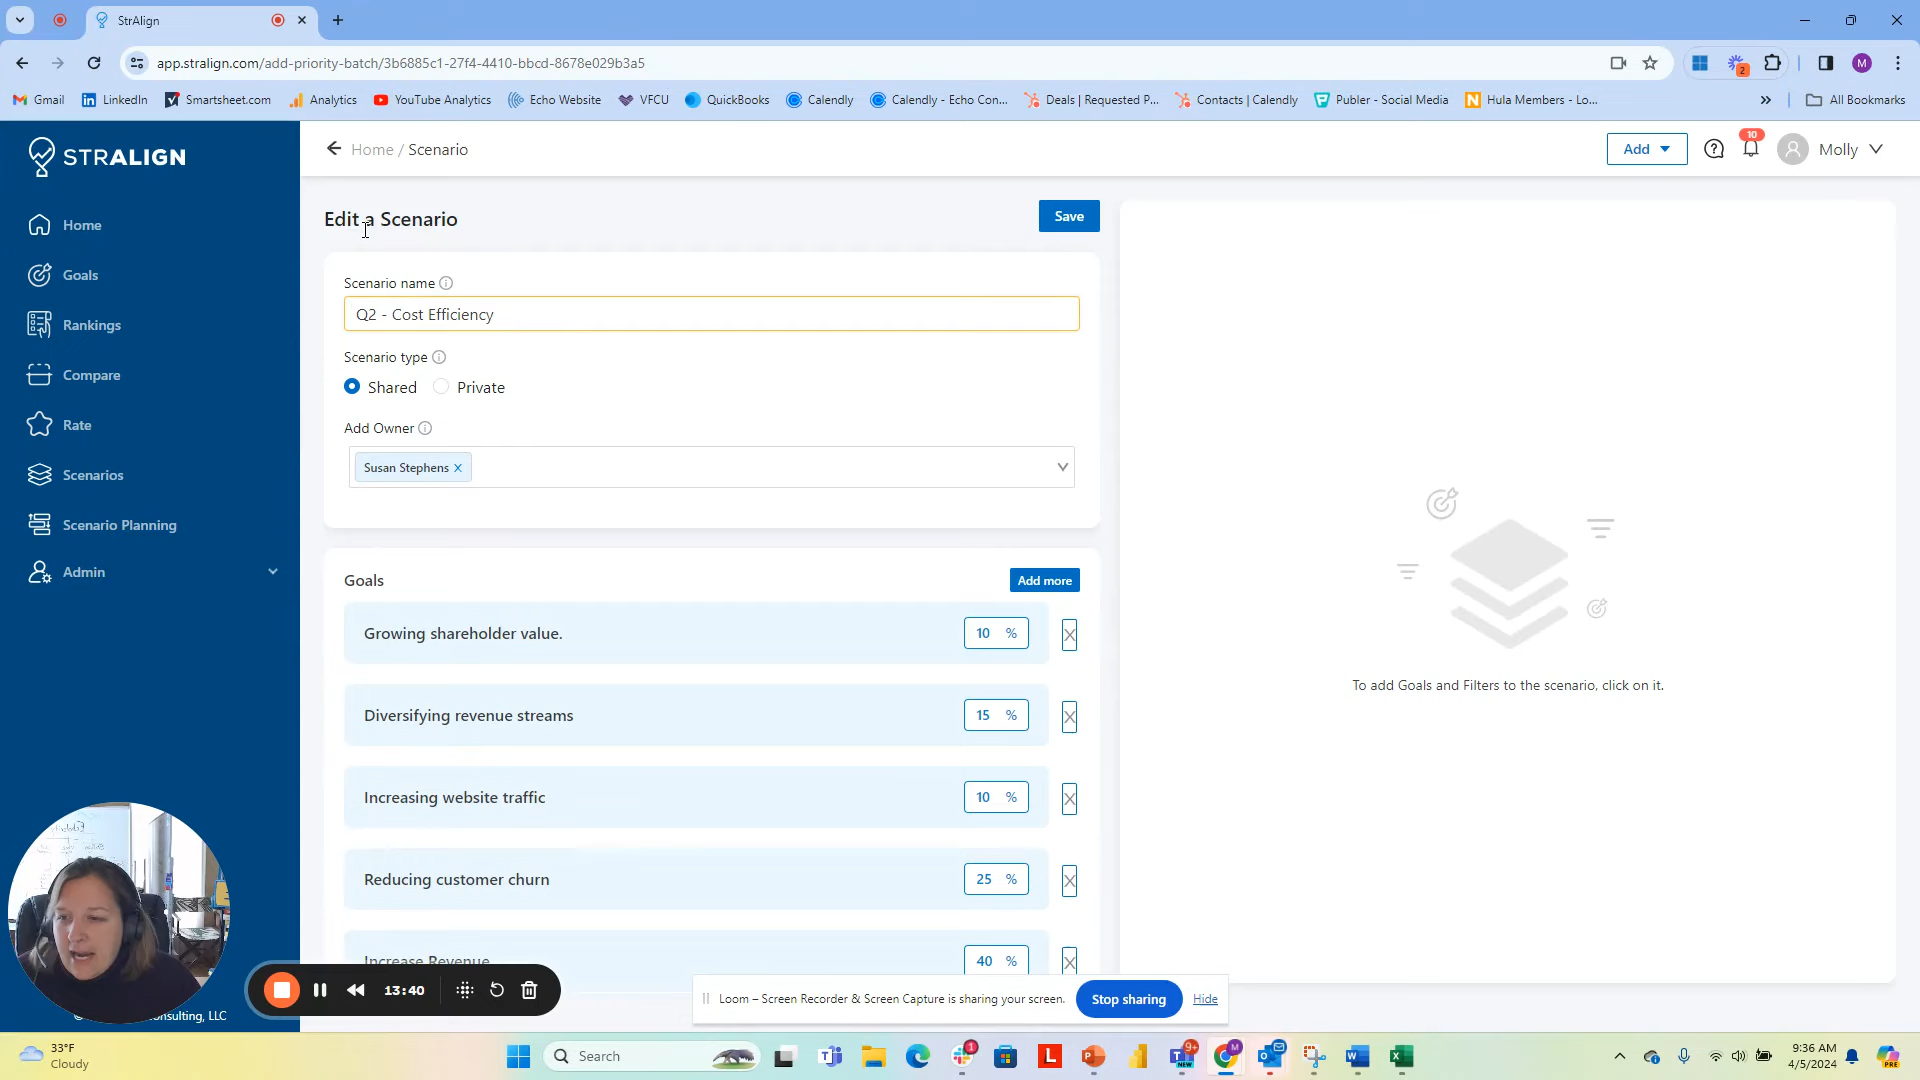 StrAlign
app.stralign.com/add-priority-batch/3b6885c1-27f4-4410-bbcd-8678e029b3a5
2
M
Gmail
LinkedIn
Smartsheet.com
Analytics
YouTube Analytics
Echo Website
VFCU
QuickBooks
Calendly
Calendly - Echo Con...
Deals | Requested P...
Contacts | Calendly
Publer - Social Media
Hula Members - Lo...
»
All Bookmarks
STRALIGN
Home / Scenario
Add
10
Molly
Home
Goals
Rankings
Compare
Rate
Scenarios
Scenario Planning
Admin
Edit a Scenario
Save
Scenario name
Q2 - Cost Efficiency
Scenario type
Shared
Private
Add Owner
Susan Stephens ×
Goals
Add more
Growing shareholder value.
10 %
X
Diversifying revenue streams
15 %
X
Increasing website traffic
10 %
X
Reducing customer churn
25 %
X
Increase Revenue
40 %
X
To add Goals and Filters to the scenario, click on it.
13:40
Loom – Screen Recorder & Screen Capture is sharing your screen.
Stop sharing
Hide
onsulting, LLC
33°F
Cloudy
Search
1
9+
NEW
M
9:36 AM
4/5/2024
PRE